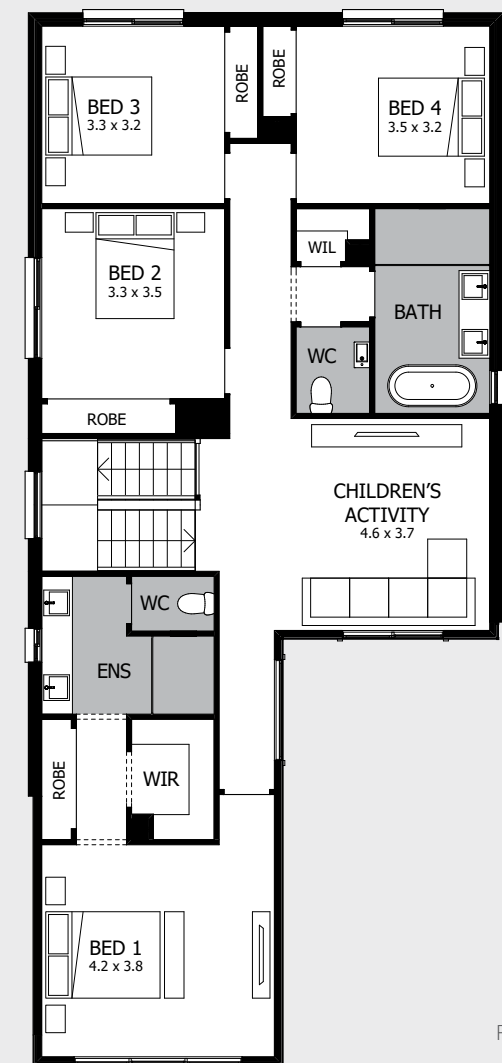 ROBE
ROBE
BED 3
3.3 x 3.2
BED 4
3.5 x 3.2
WIL
BED 2
3.3 x 3.5
BATH
WC
ROBE
CHILDREN'S
ACTIVITY
4.6 x 3.7
WC
ENS
ROBE
WIR
BED 1
4.2 x 3.8